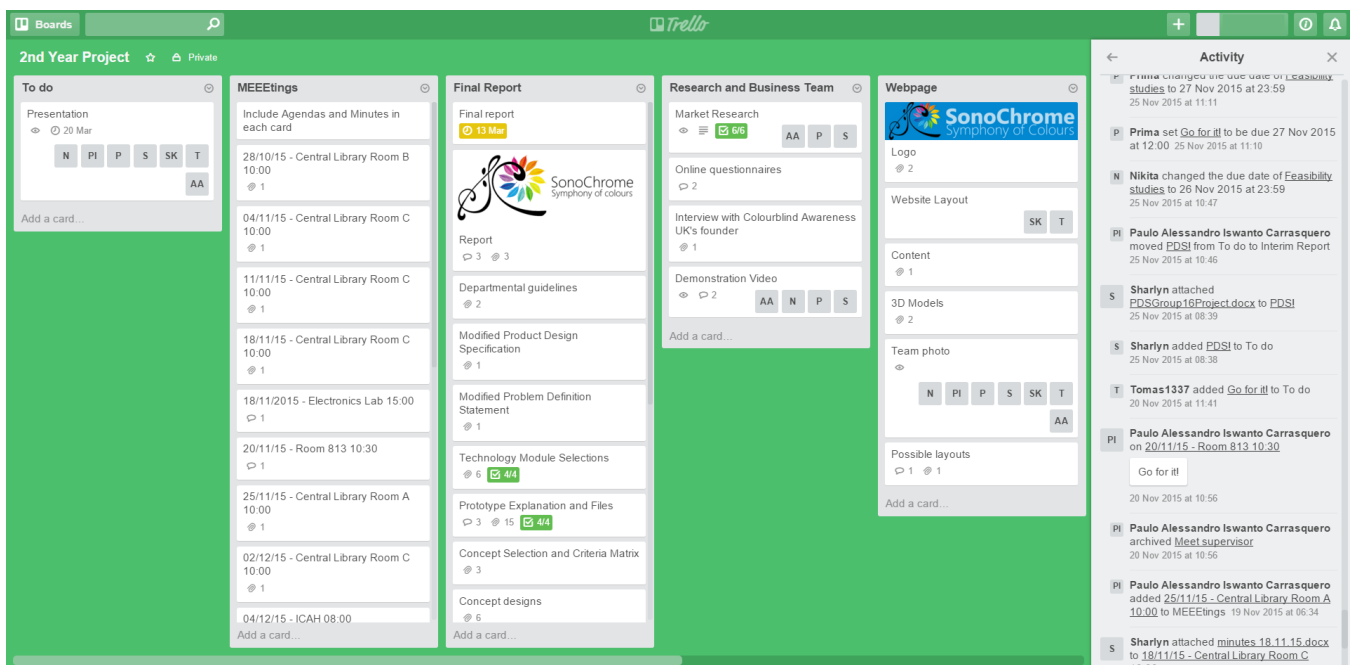 Boards
Trello
2nd Year Project
Private
To do
Presentation
20 Mar
N PI P S SK T
AA
Add a card...
MEEEtings
Include Agendas and Minutes in
each card
28/10/15 - Central Library Room B
10:00
1
04/11/15 - Central Library Room C
10:00
1
11/11/15 - Central Library Room C
10:00
1
18/11/15 - Central Library Room C
10:00
1
18/11/2015 - Electronics Lab 15:00
1
20/11/15 - Room 813 10:30
1
25/11/15 - Central Library Room A
10:00
1
02/12/15 - Central Library Room C
10:00
1
04/12/15 - ICAH 08:00
Add a card...
Final Report
Final report
13 Mar
SonoChrome
Symphony of colours
Report
3 3
Departmental guidelines
2
Modified Product Design
Specification
1
Modified Problem Definition
Statement
1
Technology Module Selections
6 4/4
Prototype Explanation and Files
3 15 4/4
Concept Selection and Criteria Matrix
3
Concept designs
6
Add a card...
Research and Business Team
Market Research
6/6
AA P S
Online questionnaires
2
Interview with Colourblind Awareness
UK's founder
1
Demonstration Video
2
AA N P S
Add a card...
Webpage
SonoChrome
Symphony of Colours
Logo
2
Website Layout
SK T
Content
1
3D Models
2
Team photo
N PI P S SK T
AA
Possible layouts
1 1
Add a card...
Activity
P Prima changed the due date of Feasibility
studies to 27 Nov 2015 at 23:59
25 Nov 2015 at 11:11
P Prima set Go for it! to be due 27 Nov 2015
at 12:00 25 Nov 2015 at 11:10
N Nikita changed the due date of Feasibility
studies to 26 Nov 2015 at 23:59
25 Nov 2015 at 10:47
PI Paulo Alessandro Iswanto Carrasquero
moved PDS! from To do to Interim Report
25 Nov 2015 at 10:46
S Sharlyn attached
PDSGroup16Project.docx to PDS!
25 Nov 2015 at 08:39
S Sharlyn added PDS! to To do
25 Nov 2015 at 08:38
T Tomas1337 added Go for it! to To do
20 Nov 2015 at 11:41
PI Paulo Alessandro Iswanto Carrasquero
on 20/11/15 - Room 813 10:30
Go for it!
20 Nov 2015 at 10:56
PI Paulo Alessandro Iswanto Carrasquero
archived Meet supervisor
20 Nov 2015 at 10:56
PI Paulo Alessandro Iswanto Carrasquero
added 25/11/15 - Central Library Room A
10:00 to MEEEtings 19 Nov 2015 at 06:34
S Sharlyn attached minutes 18.11.15.docx
to 18/11/15 - Central Library Room C